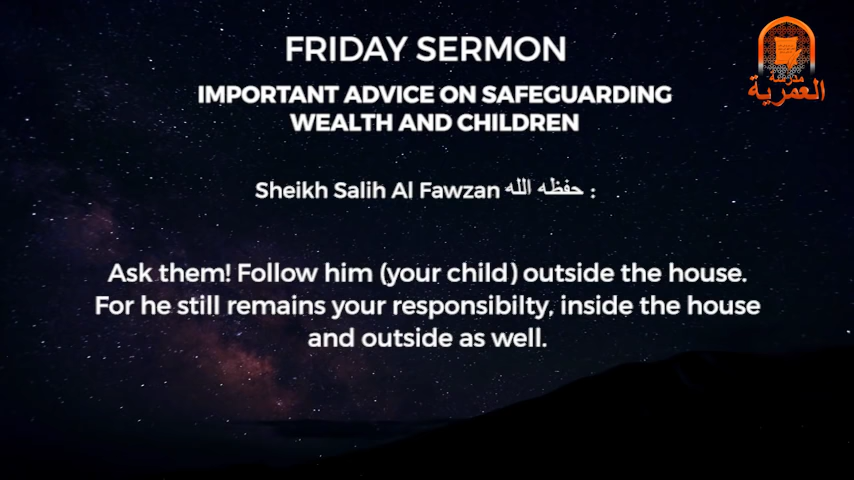 FRIDAY SERMON
IMPORTANT ADVICE ON SAFEGUARDING
WEALTH AND CHILDREN
مدرسة
العمرية
Sheikh Salih Al Fawzan حفظه الله :
Ask them! Follow him (your child) outside the house.
For he still remains your responsibilty, inside the house
and outside as well.